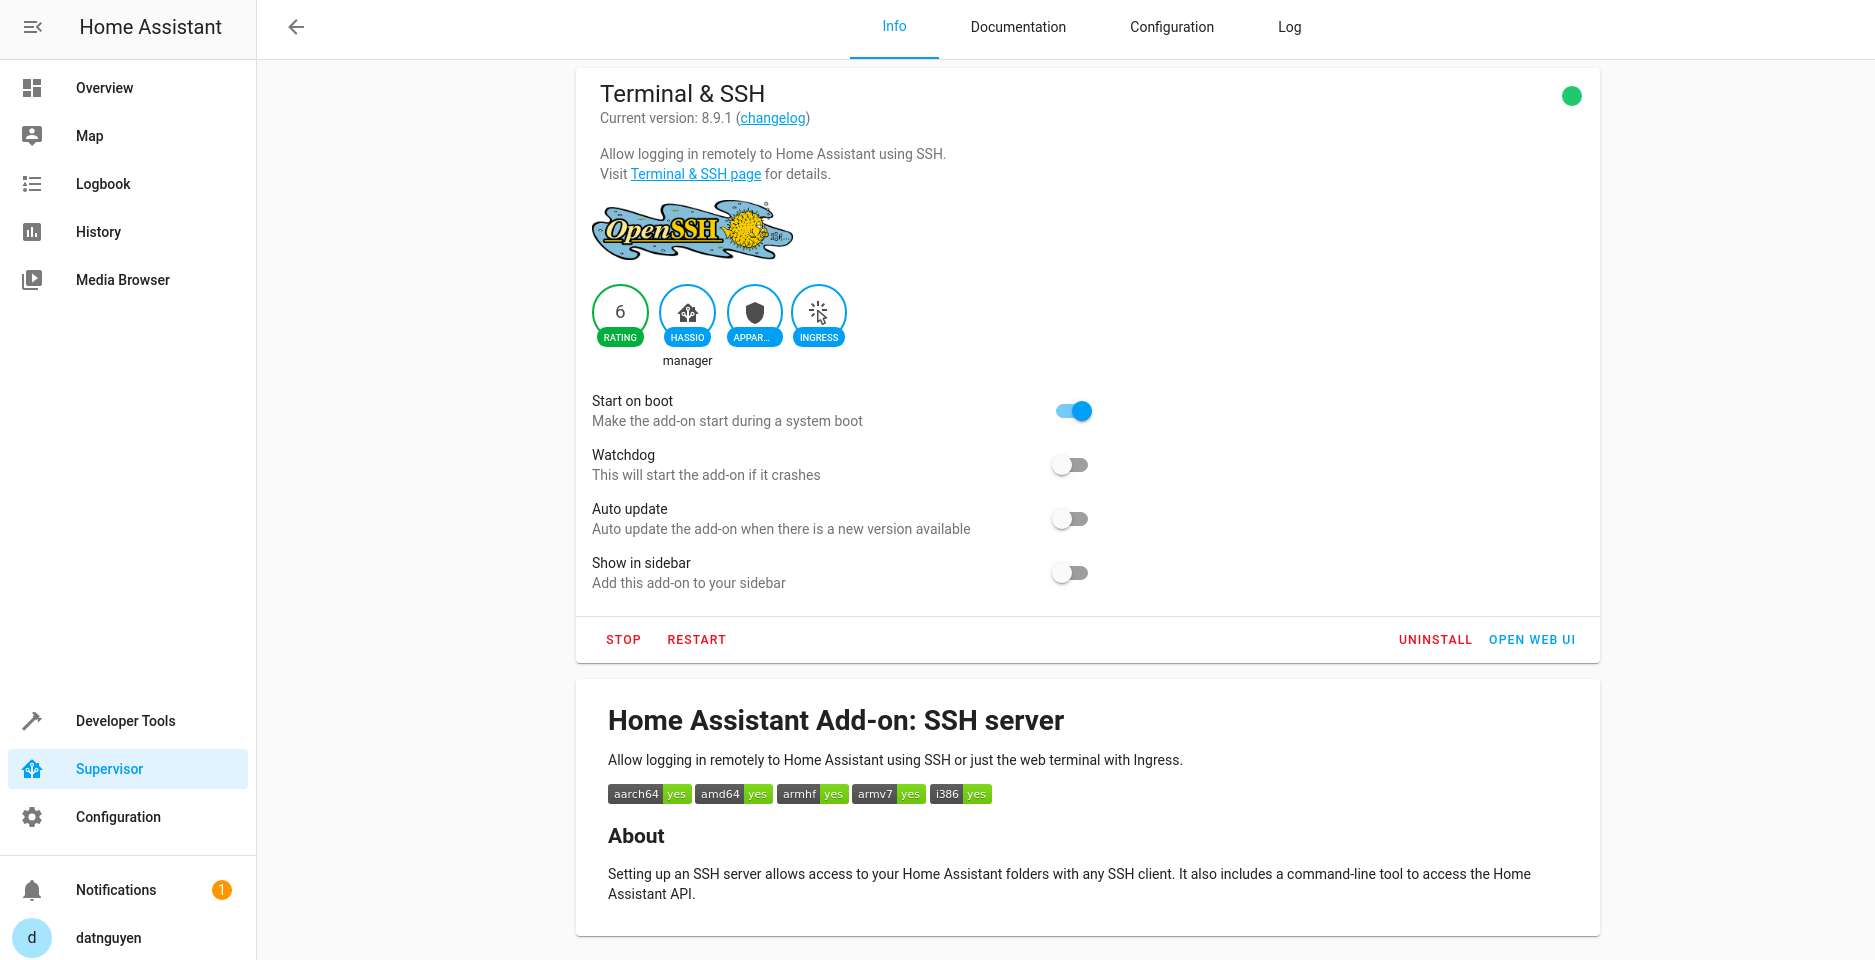 Home Assistant
Overview
Map
Logbook
History
Media Browser
Developer Tools
Supervisor
Configuration
Notifications
1
d
datnguyen
Info
Documentation
Configuration
Log
Terminal & SSH
Current version: 8.9.1 (changelog)
Allow logging in remotely to Home Assistant using SSH.
Visit Terminal & SSH page for details.
OpenSSH
6
RATING
HASSIO
APPAR...
INGRESS
manager
Start on boot
Make the add-on start during a system boot
Watchdog
This will start the add-on if it crashes
Auto update
Auto update the add-on when there is a new version available
Show in sidebar
Add this add-on to your sidebar
STOP
RESTART
UNINSTALL
OPEN WEB UI
Home Assistant Add-on: SSH server
Allow logging in remotely to Home Assistant using SSH or just the web terminal with Ingress.
aarch64 yes amd64 yes armhf yes armv7 yes i386 yes
About
Setting up an SSH server allows access to your Home Assistant folders with any SSH client. It also includes a command-line tool to access the Home
Assistant API.